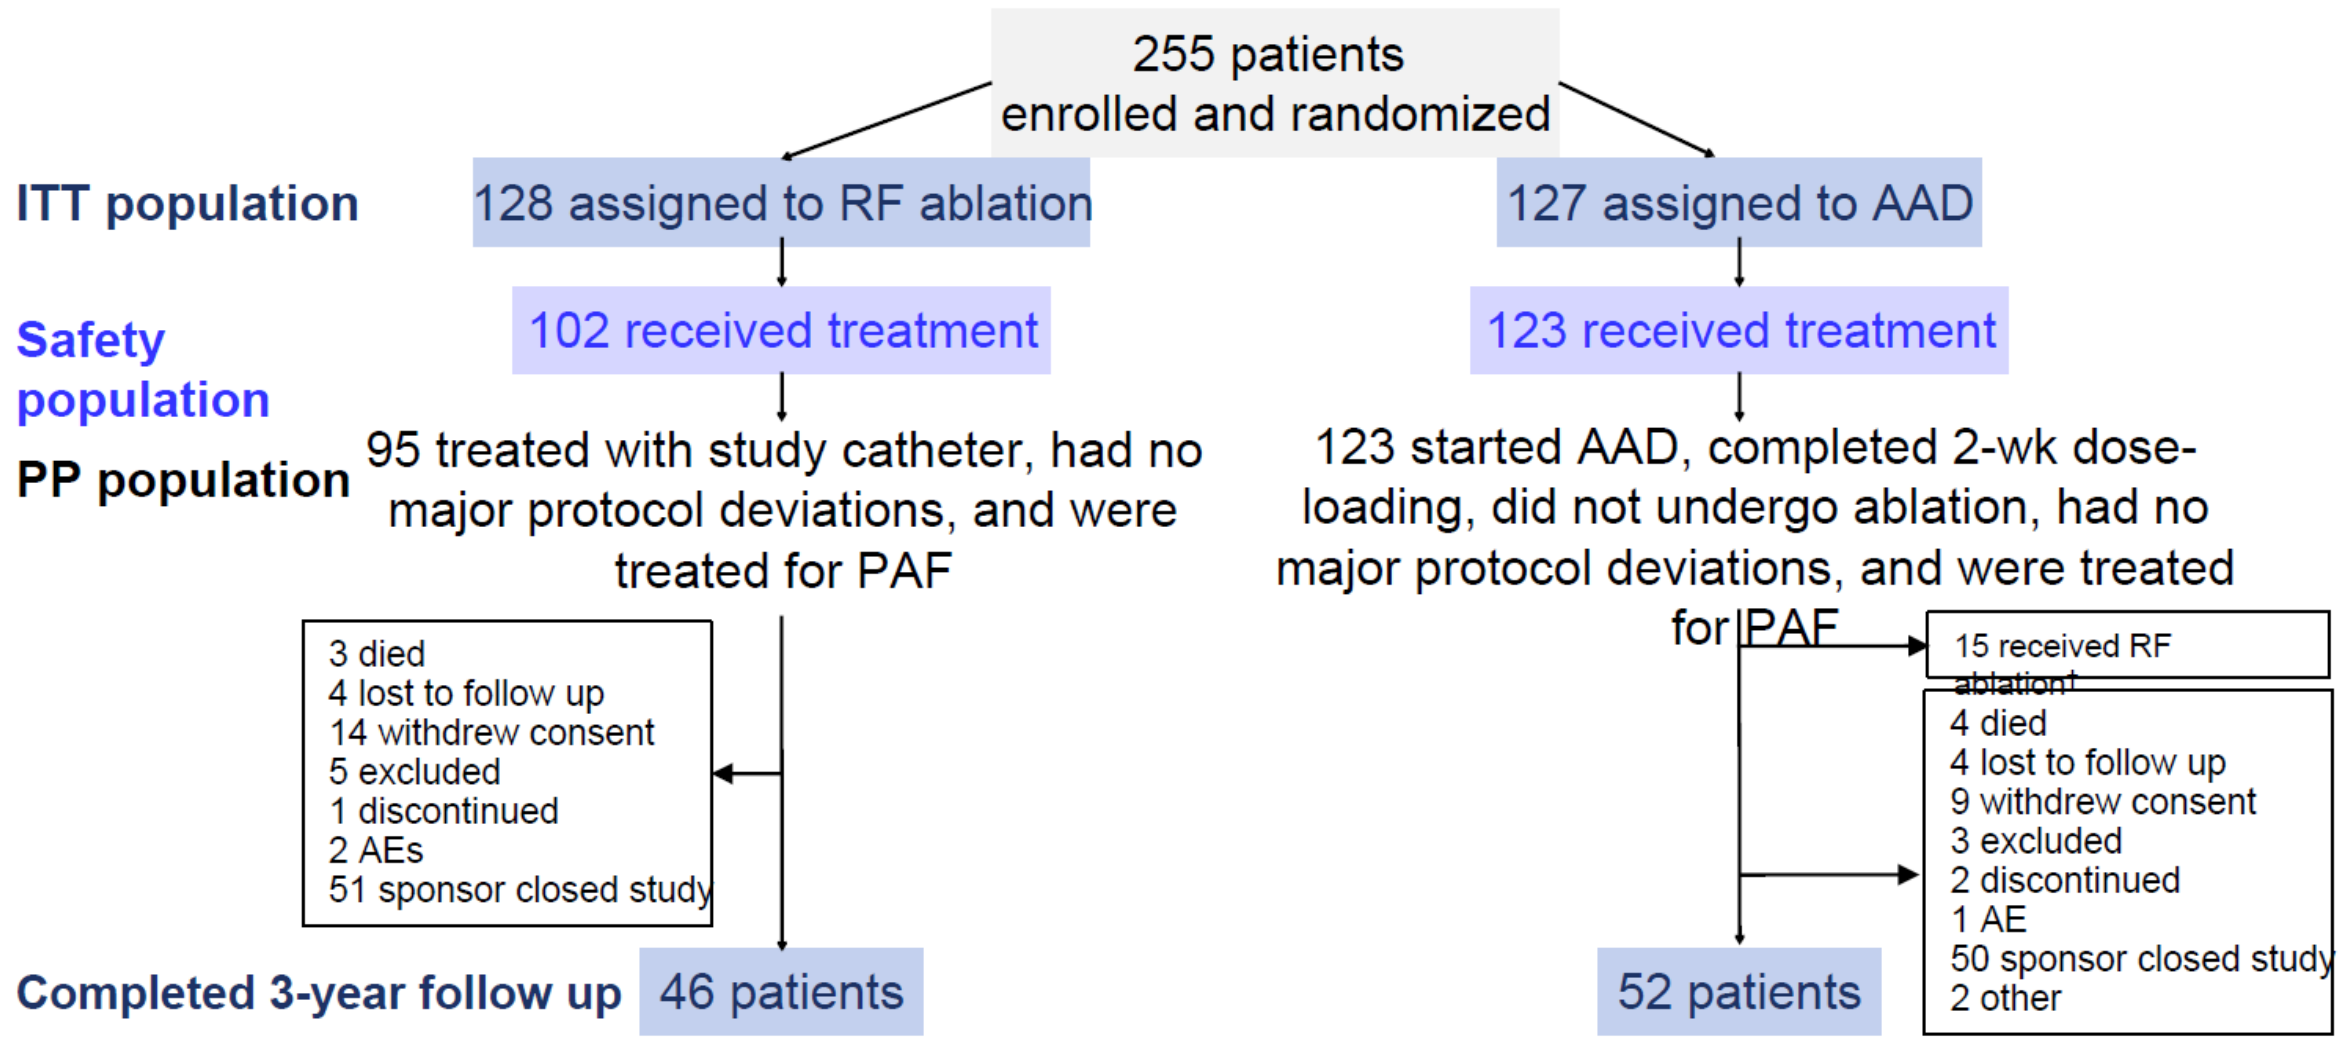 255 patients
enrolled and randomized
ITT population
128 assigned to RF ablation
127 assigned to AAD
Safety
population
102 received treatment
123 received treatment
PP population
95 treated with study catheter, had no
major protocol deviations, and were
treated for PAF
123 started AAD, completed 2-wk dose-
loading, did not undergo ablation, had no
major protocol deviations, and were treated
for PAF
3 died
4 lost to follow up
14 withdrew consent
5 excluded
1 discontinued
2 AEs
51 sponsor closed study
15 received RF
ablation†
4 died
4 lost to follow up
9 withdrew consent
3 excluded
2 discontinued
1 AE
50 sponsor closed study
2 other
Completed 3-year follow up
46 patients
52 patients